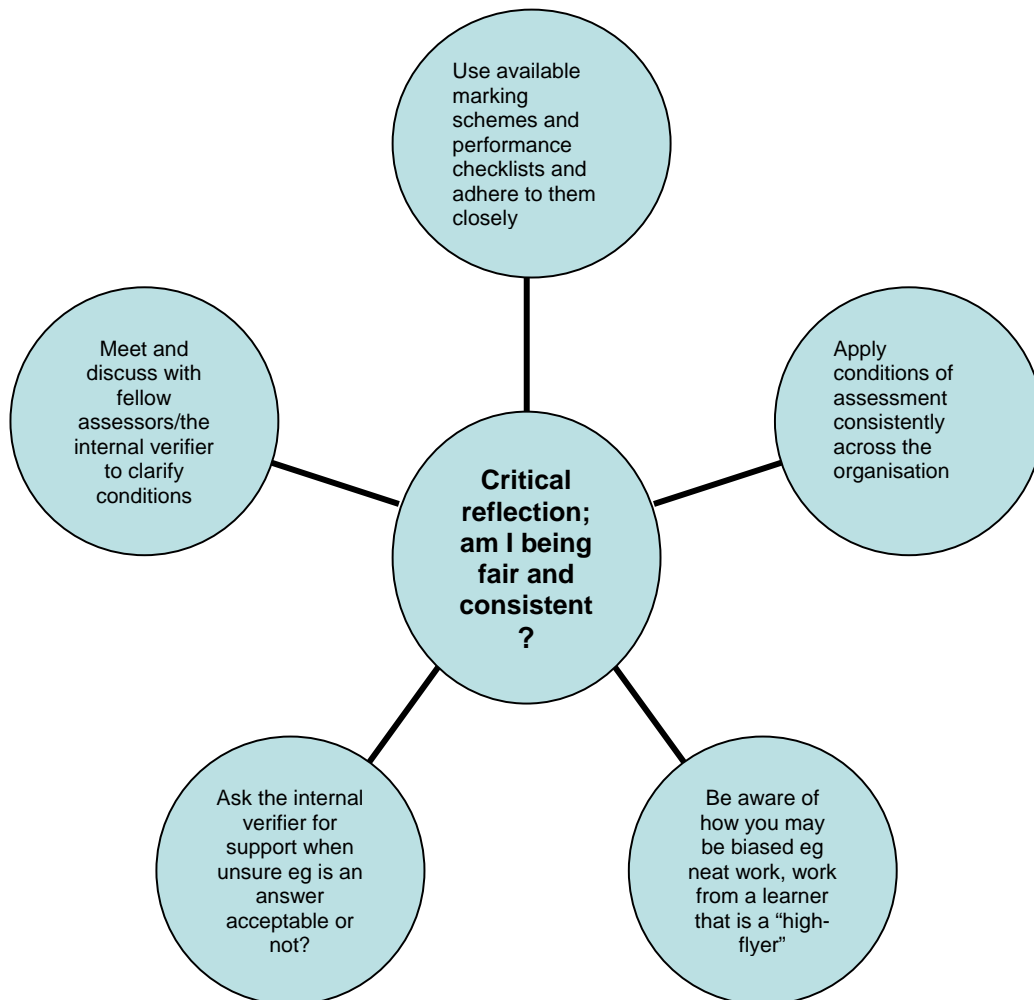 Use available
marking
schemes and
performance
checklists and
adhere to them
closely
Meet and
discuss with
fellow
assessors/the
internal verifier
to clarify
conditions
Apply
conditions of
assessment
consistently
across the
organisation
Critical
reflection;
am I being
fair and
consistent
?
Ask the internal
verifier for
support when
unsure eg is an
answer
acceptable or
not?
Be aware of
how you may
be biased eg
neat work, work
from a learner
that is a “high-
flyer”